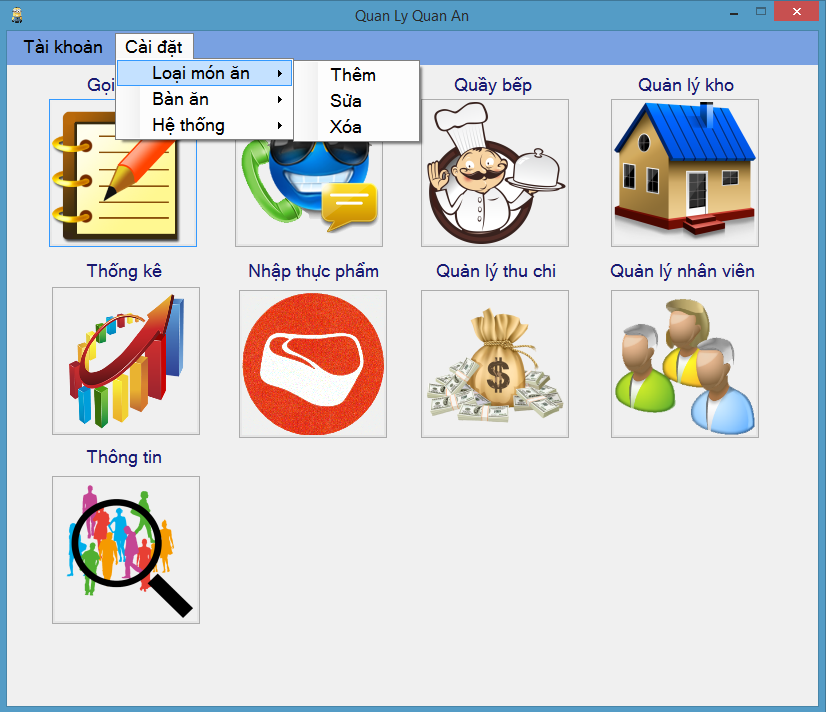 Quan Ly Quan An
Tài khoản Cài đặt
Loại món ăn
Bàn ăn
Hệ thống
Thêm
Sửa
Xóa
Gọi
Quầy bếp
Quản lý kho
Thống kê
Nhập thực phẩm
Quản lý thu chi
Quản lý nhân viên
Thông tin
$